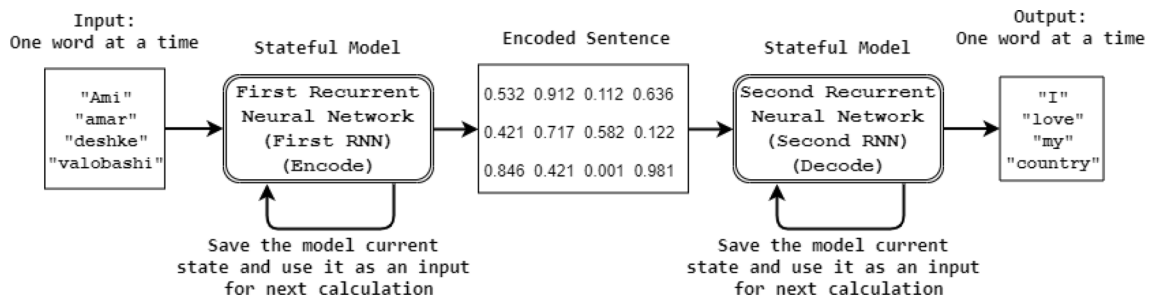 Input:
One word at a time
"Ami"
"amar"
"deshke"
"valobashi"
Stateful Model
First Recurrent
Neural Network
(First RNN)
(Encode)
Save the model current
state and use it as an input
for next calculation
Encoded Sentence
0.532 0.912 0.112 0.636
0.421 0.717 0.582 0.122
0.846 0.421 0.001 0.981
Stateful Model
Second Recurrent
Neural Network
(Second RNN)
(Decode)
Save the model current
state and use it as an input
for next calculation
Output:
One word at a time
"I"
"love"
"my"
"country"